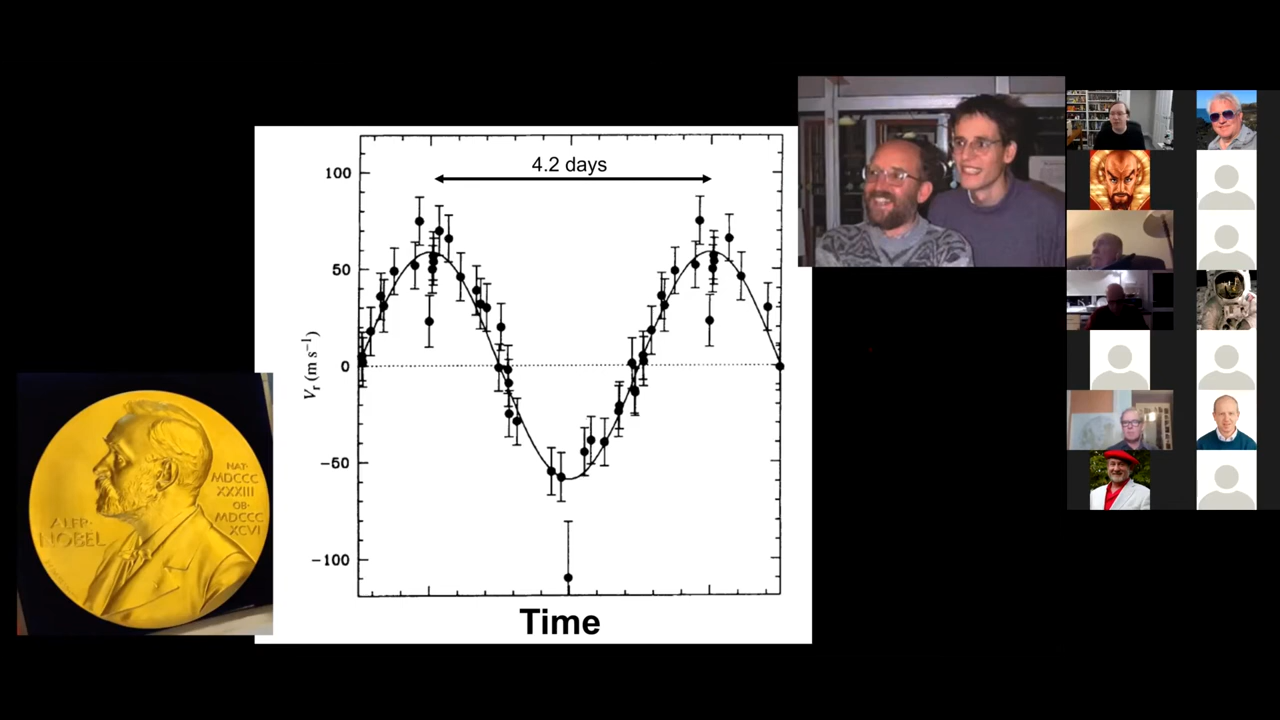 4.2 days
100
50
0
−50
−100
Vr (m s⁻¹)
Time
ALFR·
NOBEL
NAT·
MDCCC
XXXIII
OB·
MDCCC
XCVI